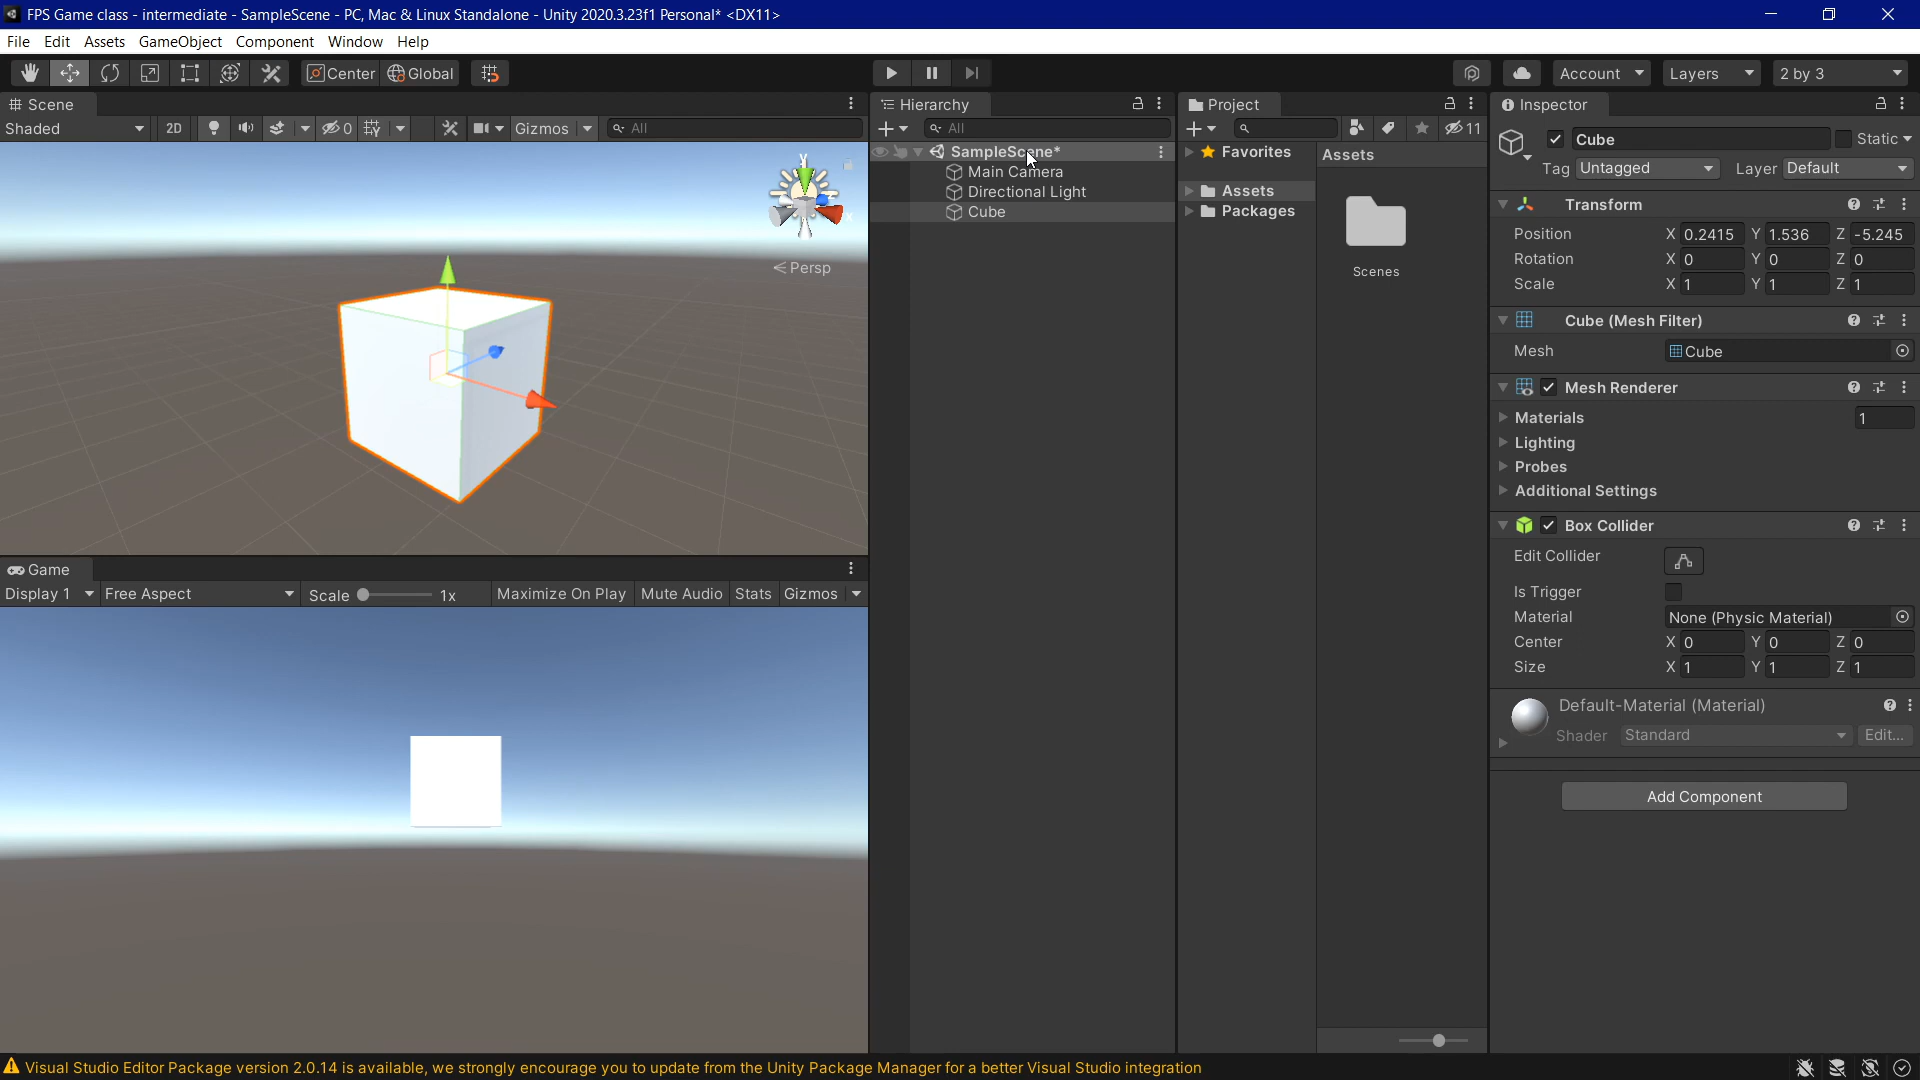 FPS Game class - intermediate - SampleScene - PC, Mac & Linux Standalone - Unity 2020.3.23f1 Personal* <DX11>
File Edit Assets GameObject Component Window Help
Center Global Account Layers 2 by 3
Scene
Shaded 2D 0 Gizmos All
y
x
Persp
Game
Display 1 Free Aspect Scale 1x Maximize On Play Mute Audio Stats Gizmos
Hierarchy
All
SampleScene*
Main Camera
Directional Light
Cube
Project
11
Favorites
Assets
Packages
Assets
Scenes
Inspector
Cube Static
Tag Untagged Layer Default
Transform
Position X 0.2415 Y 1.536 Z -5.245
Rotation X 0 Y 0 Z 0
Scale X 1 Y 1 Z 1
Cube (Mesh Filter)
Mesh Cube
Mesh Renderer
Materials 1
Lighting
Probes
Additional Settings
Box Collider
Edit Collider
Is Trigger
Material None (Physic Material)
Center X 0 Y 0 Z 0
Size X 1 Y 1 Z 1
Default-Material (Material)
Shader Standard Edit...
Add Component
Visual Studio Editor Package version 2.0.14 is available, we strongly encourage you to update from the Unity Package Manager for a better Visual Studio integration